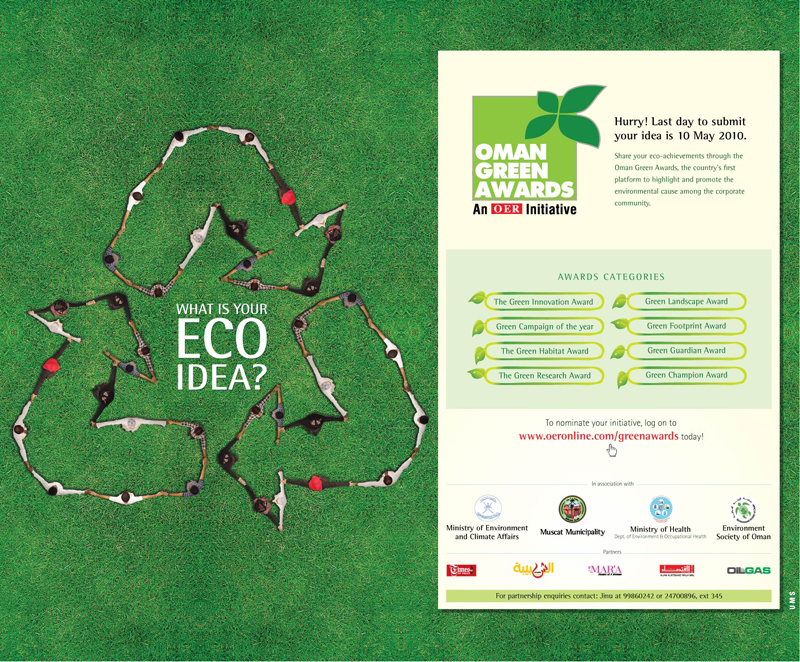 WHAT IS YOUR
ECO
IDEA?
OMAN
GREEN
AWARDS
An OER Initiative
Hurry! Last day to submit
your idea is 10 May 2010.
Share your eco-achievements through the
Oman Green Awards, the country's first
platform to highlight and promote the
environmental cause among the corporate
community.
AWARDS CATEGORIES
The Green Innovation Award
Green Landscape Award
Green Campaign of the year
Green Footprint Award
The Green Habitat Award
Green Guardian Award
The Green Research Award
Green Champion Award
To nominate your initiative, log on to
www.oeronline.com/greenawards today!
In association with
Ministry of Environment
and Climate Affairs
Muscat Municipality
Ministry of Health
Dept. of Environment & Occupational Health
Environment
Society of Oman
Partners
Times
الشبيبة
MAR'A
OIL&GAS
For partnership enquiries contact: Jinu at 99860242 or 24700896, ext 345
UMS